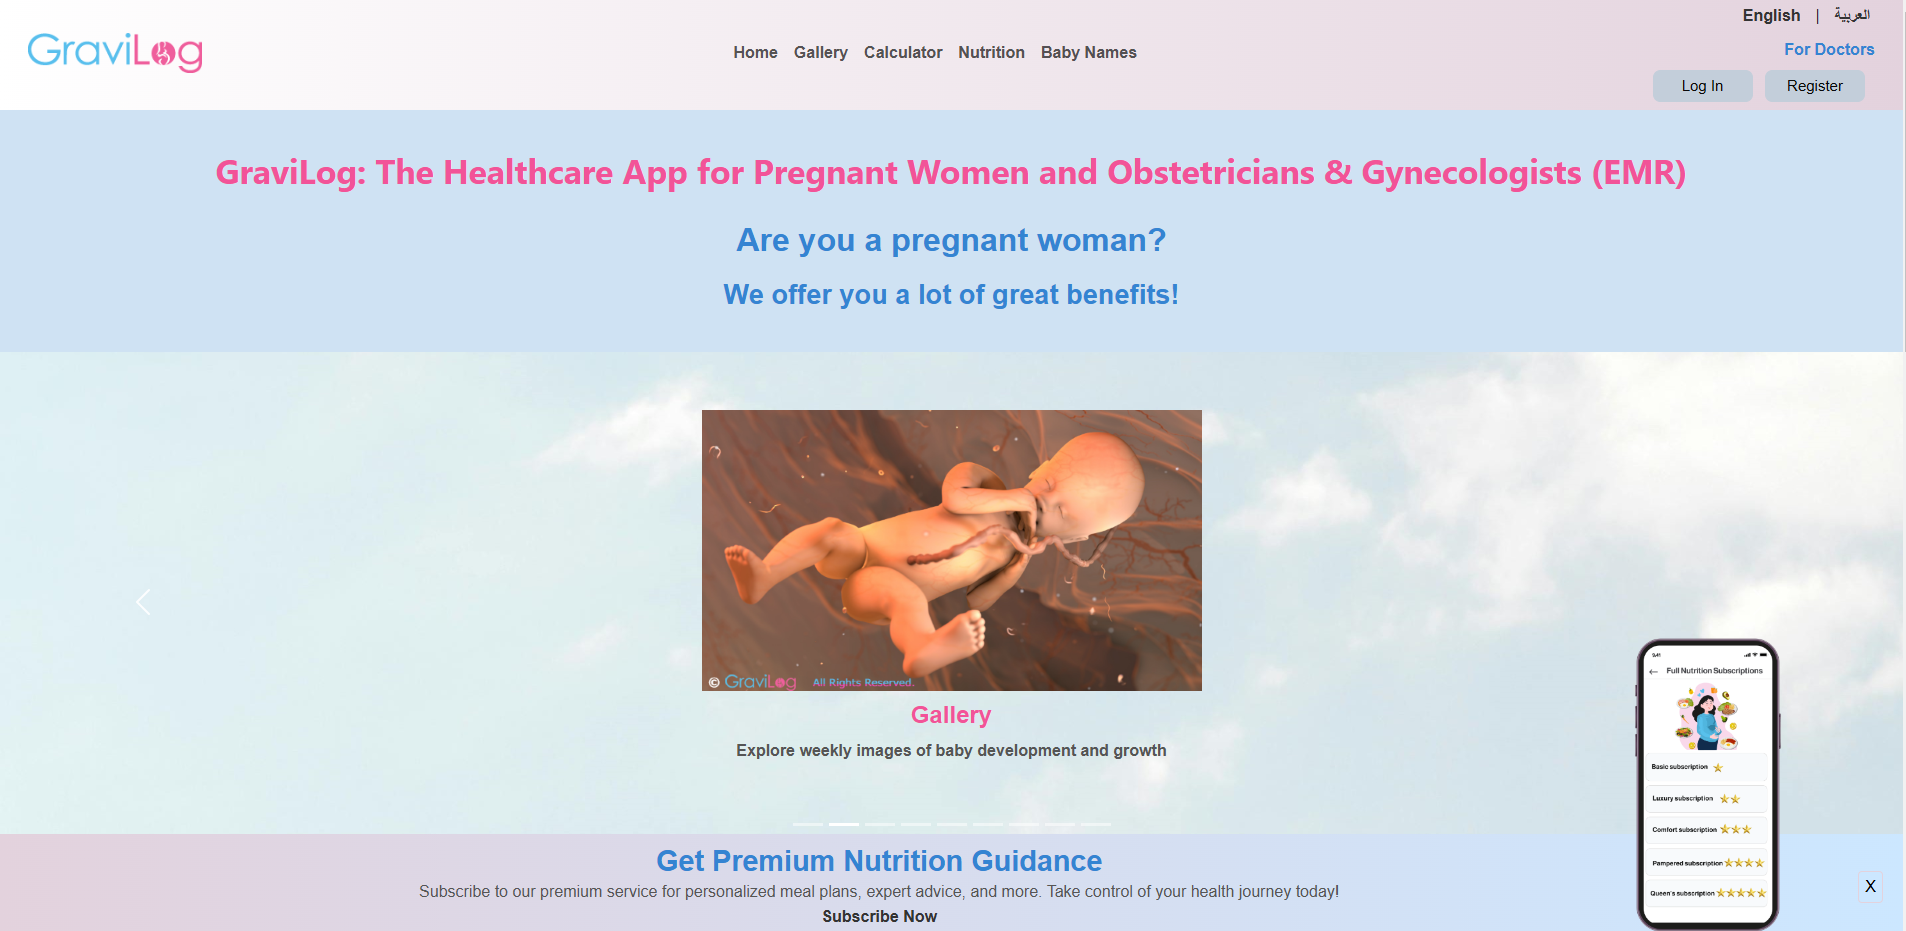 English | العربية
GraviLog
Home Gallery Calculator Nutrition Baby Names
For Doctors
Log In Register
GraviLog: The Healthcare App for Pregnant Women and Obstetricians & Gynecologists (EMR)
Are you a pregnant woman?
We offer you a lot of great benefits!
© GraviLog All Rights Reserved.
Gallery
Explore weekly images of baby development and growth
9:41
Full Nutrition Subscriptions
Basic subscription
Luxury subscription
Comfort subscription
Pampered subscription
Queen's subscription
Get Premium Nutrition Guidance
Subscribe to our premium service for personalized meal plans, expert advice, and more. Take control of your health journey today!
Subscribe Now
X